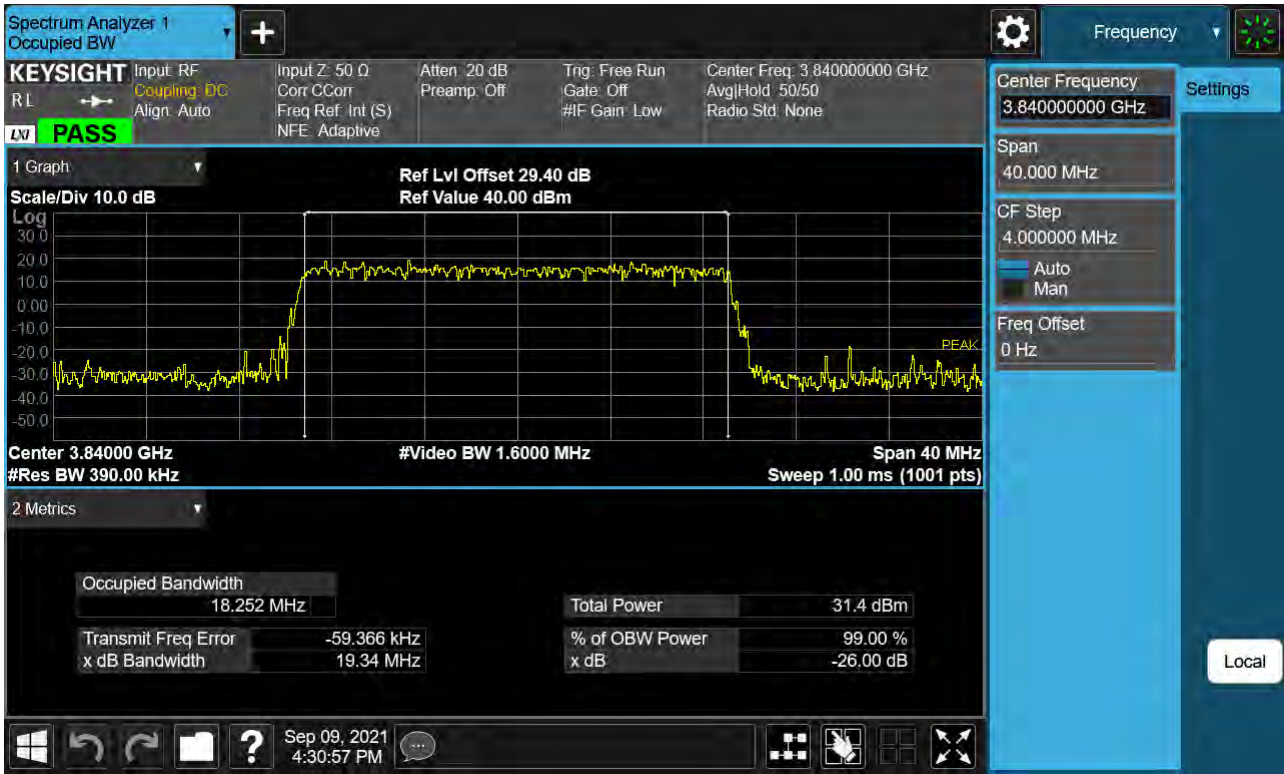 Spectrum Analyzer 1
Occupied BW
+
Frequency
KEYSIGHT
RL
LXI PASS
Input: RF
Coupling: DC
Align: Auto
Input Z: 50 Ω
Corr CCorr
Freq Ref: Int (S)
NFE: Adaptive
Atten: 20 dB
Preamp: Off
Trig: Free Run
Gate: Off
#IF Gain: Low
Center Freq: 3.840000000 GHz
Avg|Hold: 50/50
Radio Std: None
Center Frequency
3.840000000 GHz
Settings
Span
40.000 MHz
CF Step
4.000000 MHz
Auto
Man
Freq Offset
0 Hz
Local
1 Graph
Scale/Div 10.0 dB
Ref Lvl Offset 29.40 dB
Ref Value 40.00 dBm
Log
30.0
20.0
10.0
0.00
-10.0
-20.0
-30.0
-40.0
-50.0
PEAK
Center 3.84000 GHz
#Video BW 1.6000 MHz
Span 40 MHz
#Res BW 390.00 kHz
Sweep 1.00 ms (1001 pts)
2 Metrics
Occupied Bandwidth
18.252 MHz
Total Power 31.4 dBm
Transmit Freq Error -59.366 kHz
% of OBW Power 99.00 %
x dB Bandwidth 19.34 MHz
x dB -26.00 dB
?
Sep 09, 2021
4:30:57 PM